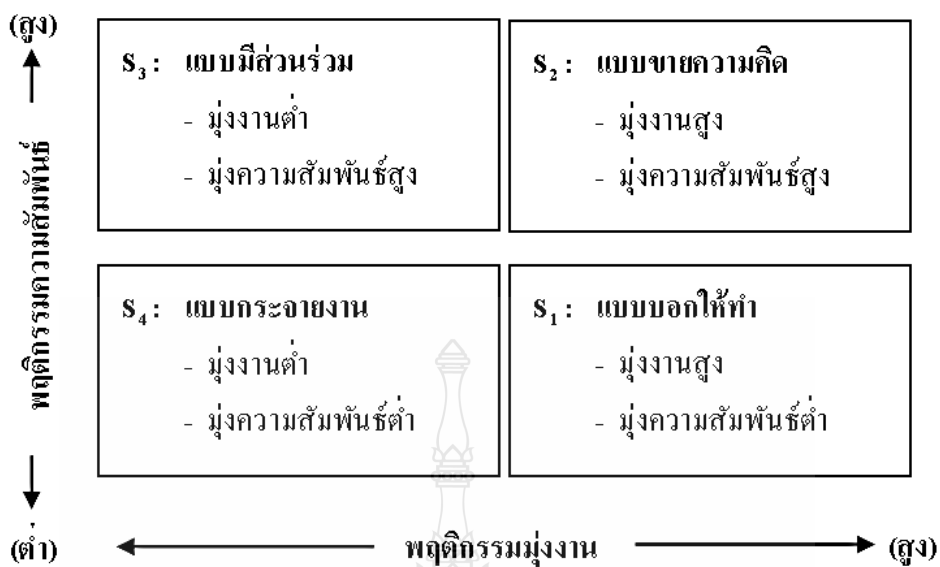 (สูง)
S₃ : แบบมีส่วนร่วม
- มุ่งงานต่ำ
- มุ่งความสัมพันธ์สูง
S₂ : แบบขายความคิด
- มุ่งงานสูง
- มุ่งความสัมพันธ์สูง
พฤติกรรมความสัมพันธ์
S₄ : แบบกระจายงาน
- มุ่งงานต่ำ
- มุ่งความสัมพันธ์ต่ำ
S₁ : แบบบอกให้ทำ
- มุ่งงานสูง
- มุ่งความสัมพันธ์ต่ำ
(ต่ำ)
พฤติกรรมมุ่งงาน
(สูง)